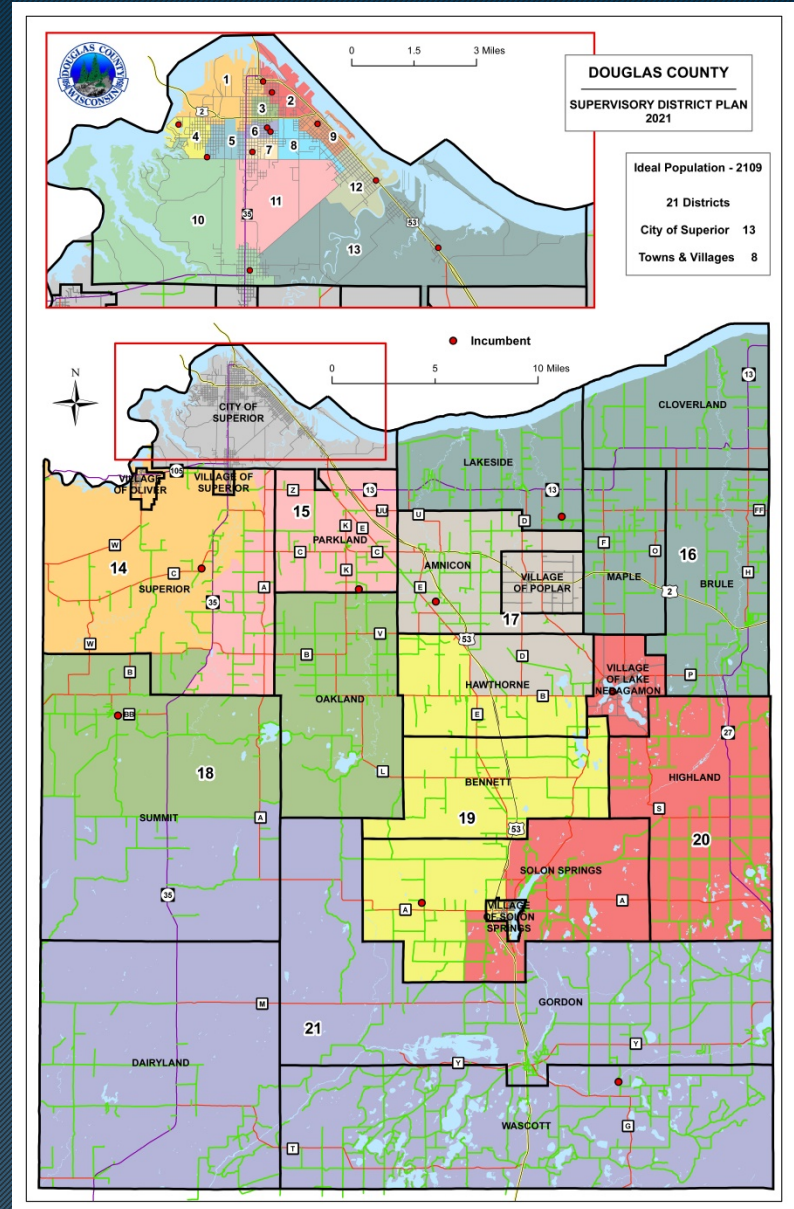 DOUGLAS COUNTY
WISCONSIN
0 1.5 3 Miles
DOUGLAS COUNTY
SUPERVISORY DISTRICT PLAN
2021
Ideal Population - 2109
21 Districts
City of Superior 13
Towns & Villages 8
1
2
2
3
4
5
6
7
8
9
10
11
12
13
35
53
Incumbent
0 5 10 Miles
N
CITY OF
SUPERIOR
CLOVERLAND
13
LAKESIDE
13
VILLAGE
OF OLIVER
105
VILLAGE OF
SUPERIOR
Z
13
UU
15
K
E
PARKLAND
C
C
K
U
D
AMNICON
FF
F
O
16
W
14
C
SUPERIOR
35
A
W
E
VILLAGE
OF POPLAR
MAPLE
BRULE
H
2
17
53
V
B
D
HAWTHORNE
B
E
VILLAGE
OF LAKE
NEBAGAMON
P
B
BB
OAKLAND
27
18
L
BENNETT
HIGHLAND
S
SUMMIT
A
19
53
20
35
SOLON SPRINGS
A
A
VILLAGE
OF SOLON
SPRINGS
M
GORDON
21
Y
Y
DAIRYLAND
WASCOTT
G
T